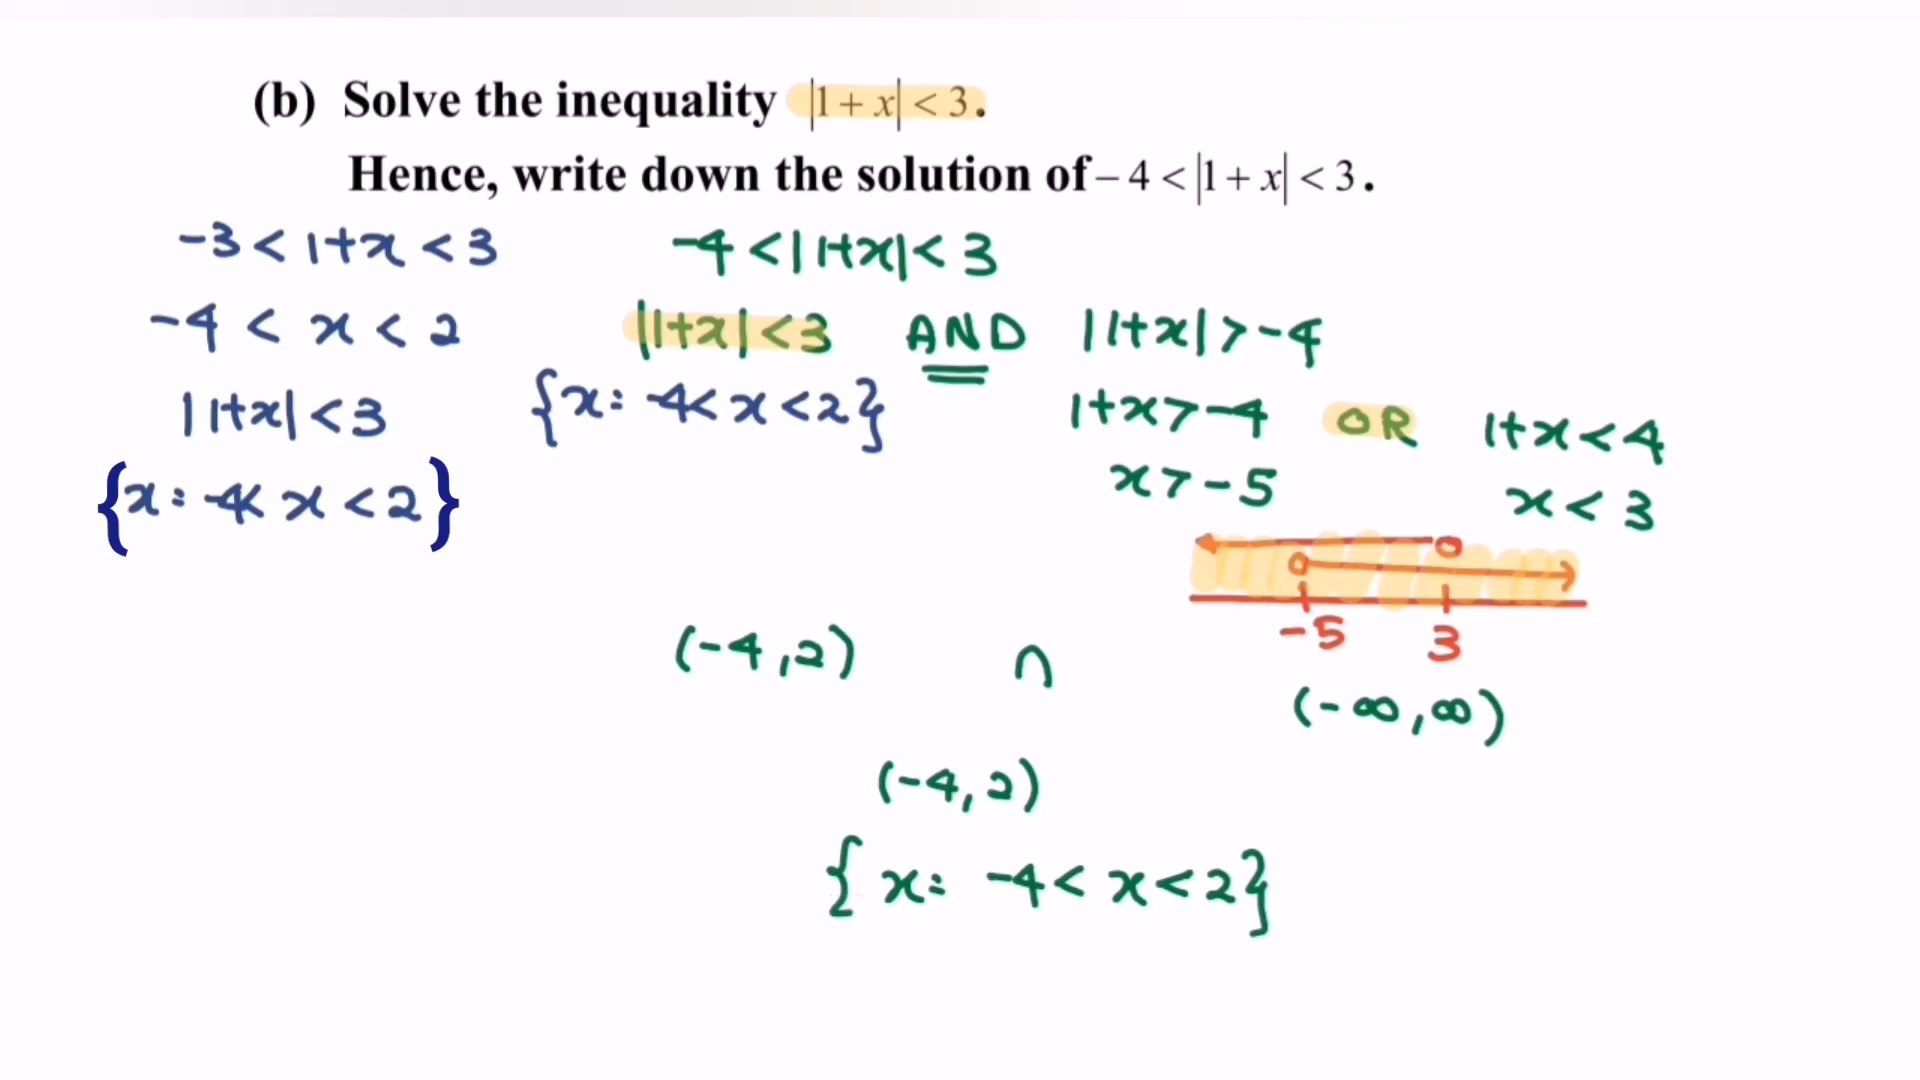 (b) Solve the inequality |1 + x| < 3.
Hence, write down the solution of – 4 < |1 + x| < 3.
-3 < 1+x < 3
-4 < x < 2
|1+x| < 3
{x: -4 < x < 2}
-4 < |1+x| < 3
|1+x| < 3 AND |1+x| > -4
{x: -4 < x < 2}
1+x > -4 OR 1+x < 4
x > -5
x < 3
-5 3
(-4,2) ∩ (-∞,∞)
(-4,2)
{x: -4 < x < 2}